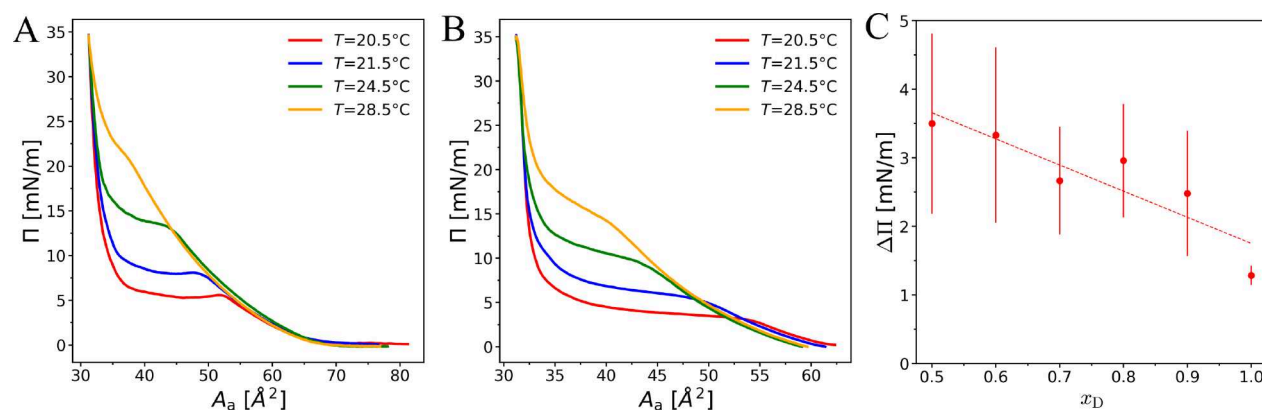 A
Π [mN/m]
35
30
25
20
15
10
5
0
T=20.5°C
T=21.5°C
T=24.5°C
T=28.5°C
30 40 50 60 70 80
Aₐ [Å²]
B
Π [mN/m]
35
30
25
20
15
10
5
0
T=20.5°C
T=21.5°C
T=24.5°C
T=28.5°C
30 35 40 45 50 55 60
Aₐ [Å²]
C
ΔΠ [mN/m]
5
4
3
2
1
0
0.5 0.6 0.7 0.8 0.9 1.0
x_D